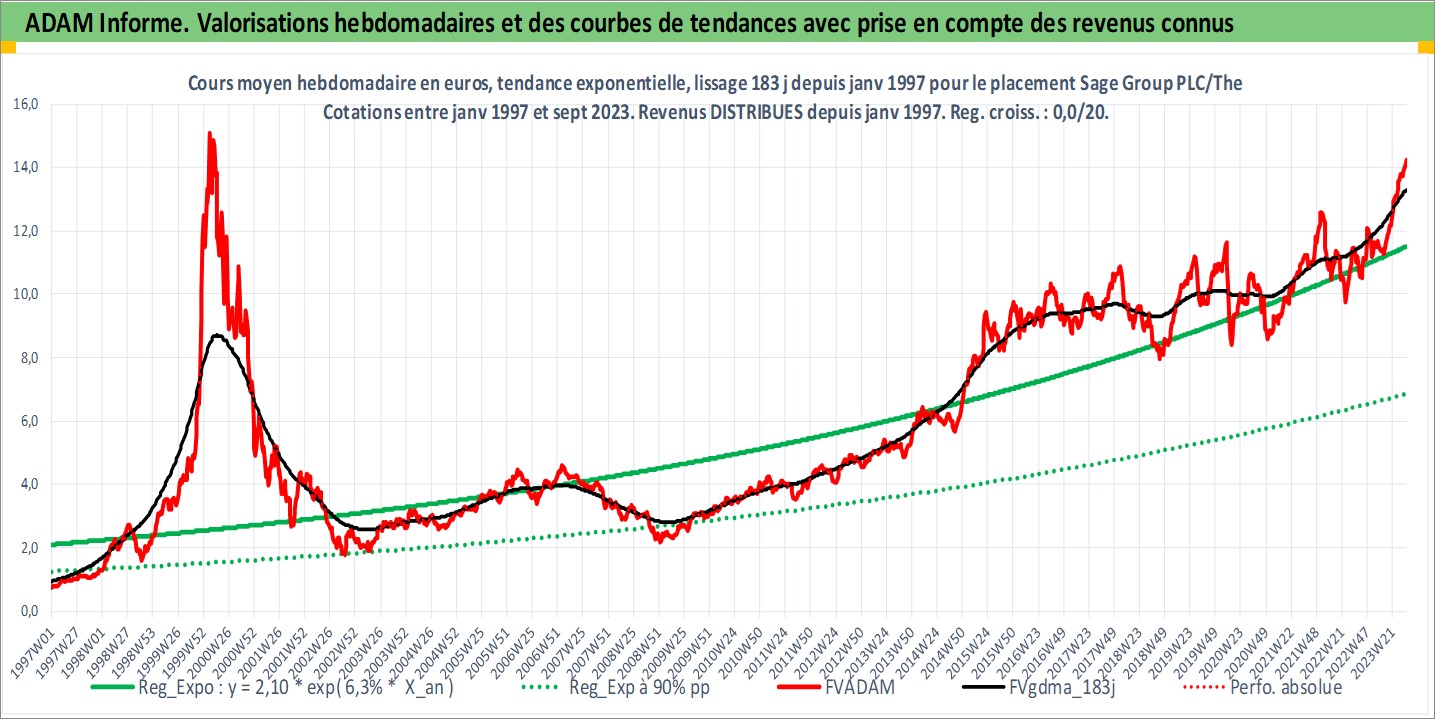 ADAM Informe. Valorisations hebdomadaires et des courbes de tendances avec prise en compte des revenus connus
Cours moyen hebdomadaire en euros, tendance exponentielle, lissage 183 j depuis janv 1997 pour le placement Sage Group PLC/The
Cotations entre janv 1997 et sept 2023. Revenus DISTRIBUES depuis janv 1997. Reg. croiss. : 0,0/20.
16,0
14,0
12,0
10,0
8,0
6,0
4,0
2,0
0,0
1997W01
1997W27
1998W01
1998W27
1998W53
1999W26
1999W52
2000W26
2000W52
2001W26
2001W52
2002W26
2002W52
2003W26
2003W52
2004W26
2004W52
2005W25
2005W51
2006W25
2006W51
2007W25
2007W51
2008W25
2008W51
2009W25
2009W51
2010W24
2010W50
2011W24
2011W50
2012W24
2012W50
2013W24
2013W50
2014W24
2014W50
2015W24
2015W50
2016W23
2016W49
2017W23
2017W49
2018W23
2018W49
2019W23
2019W49
2020W23
2020W49
2021W22
2021W48
2022W21
2022W47
2023W21
Reg_Expo : y = 2,10 * exp( 6,3% * X_an )
Reg_Exp à 90% pp
FVADAM
FVgdma_183j
Perfo. absolue